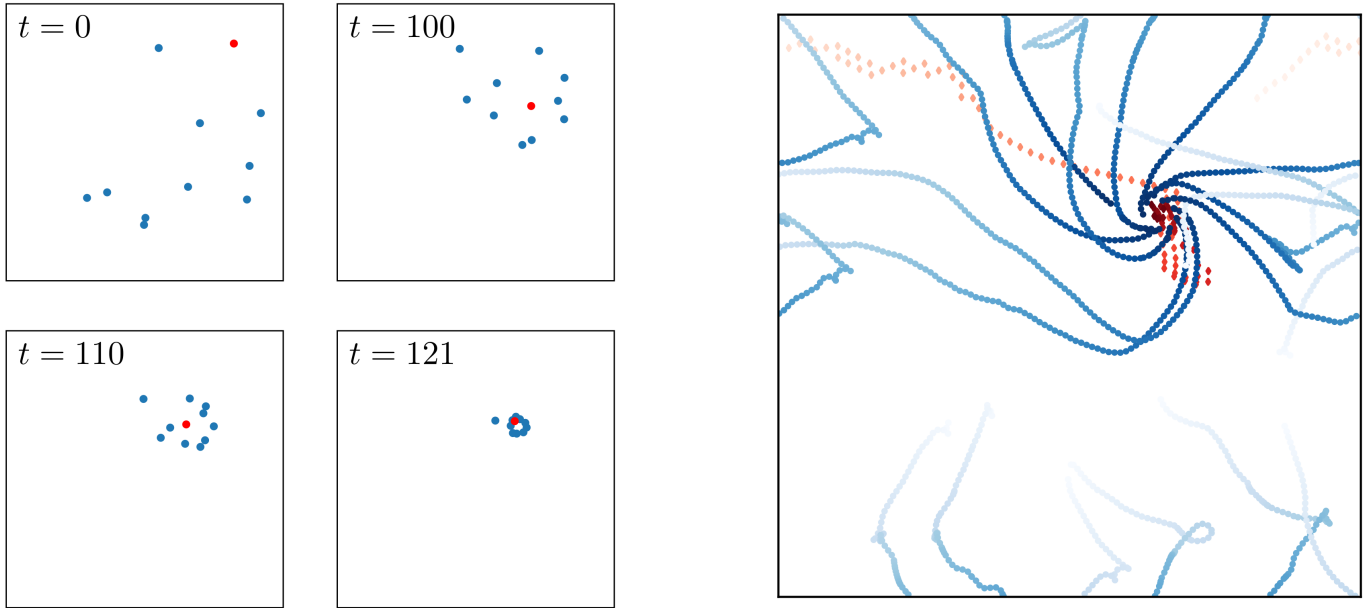 t = 0
t = 100
t = 110
t = 121